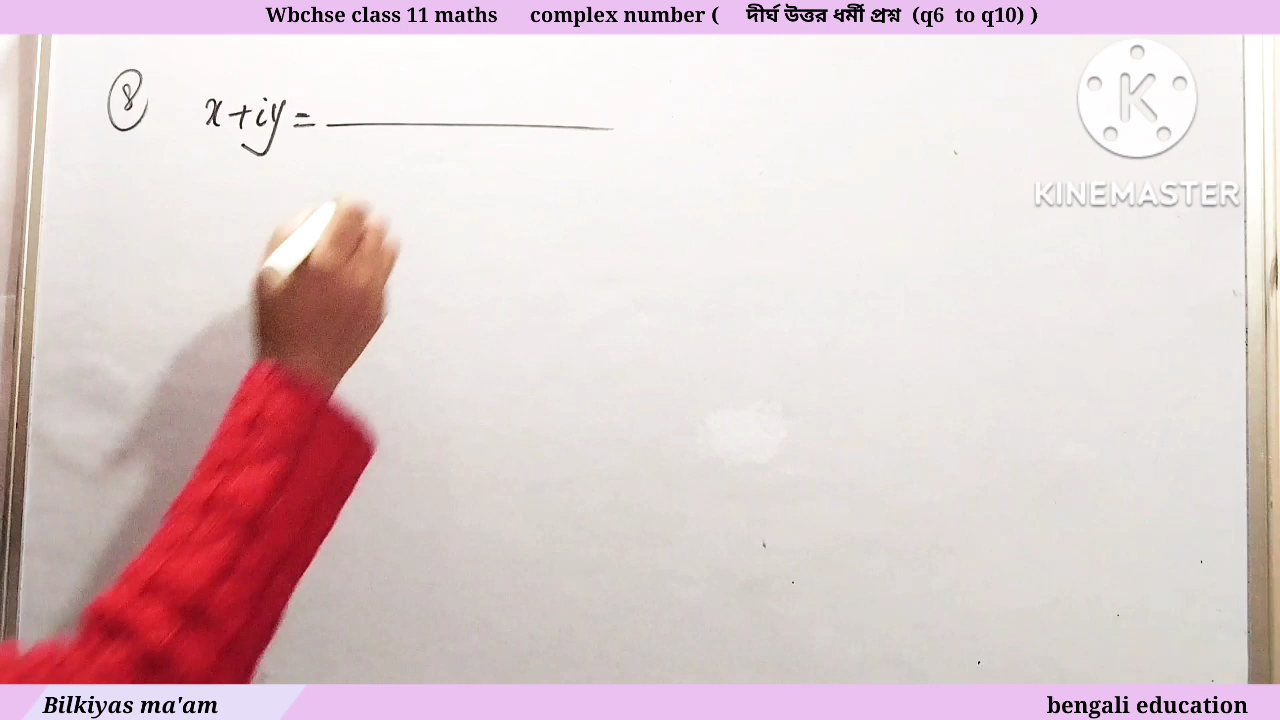 Wbchse class 11 maths complex number ( দীর্ঘ উত্তর ধর্মী প্রশ্ন (q6 to q10) )
8 x+iy=
K
KINEMASTER
Bilkiyas ma'am
bengali education